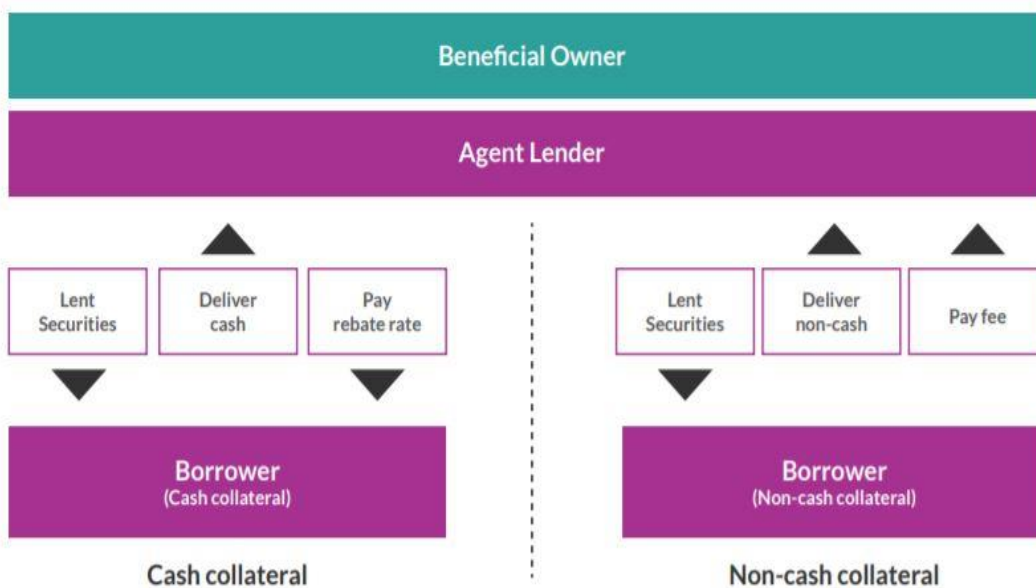 Beneficial Owner
Agent Lender
Lent
Securities
Deliver
cash
Pay
rebate rate
Lent
Securities
Deliver
non-cash
Pay fee
Borrower
(Cash collateral)
Borrower
(Non-cash collateral)
Cash collateral
Non-cash collateral